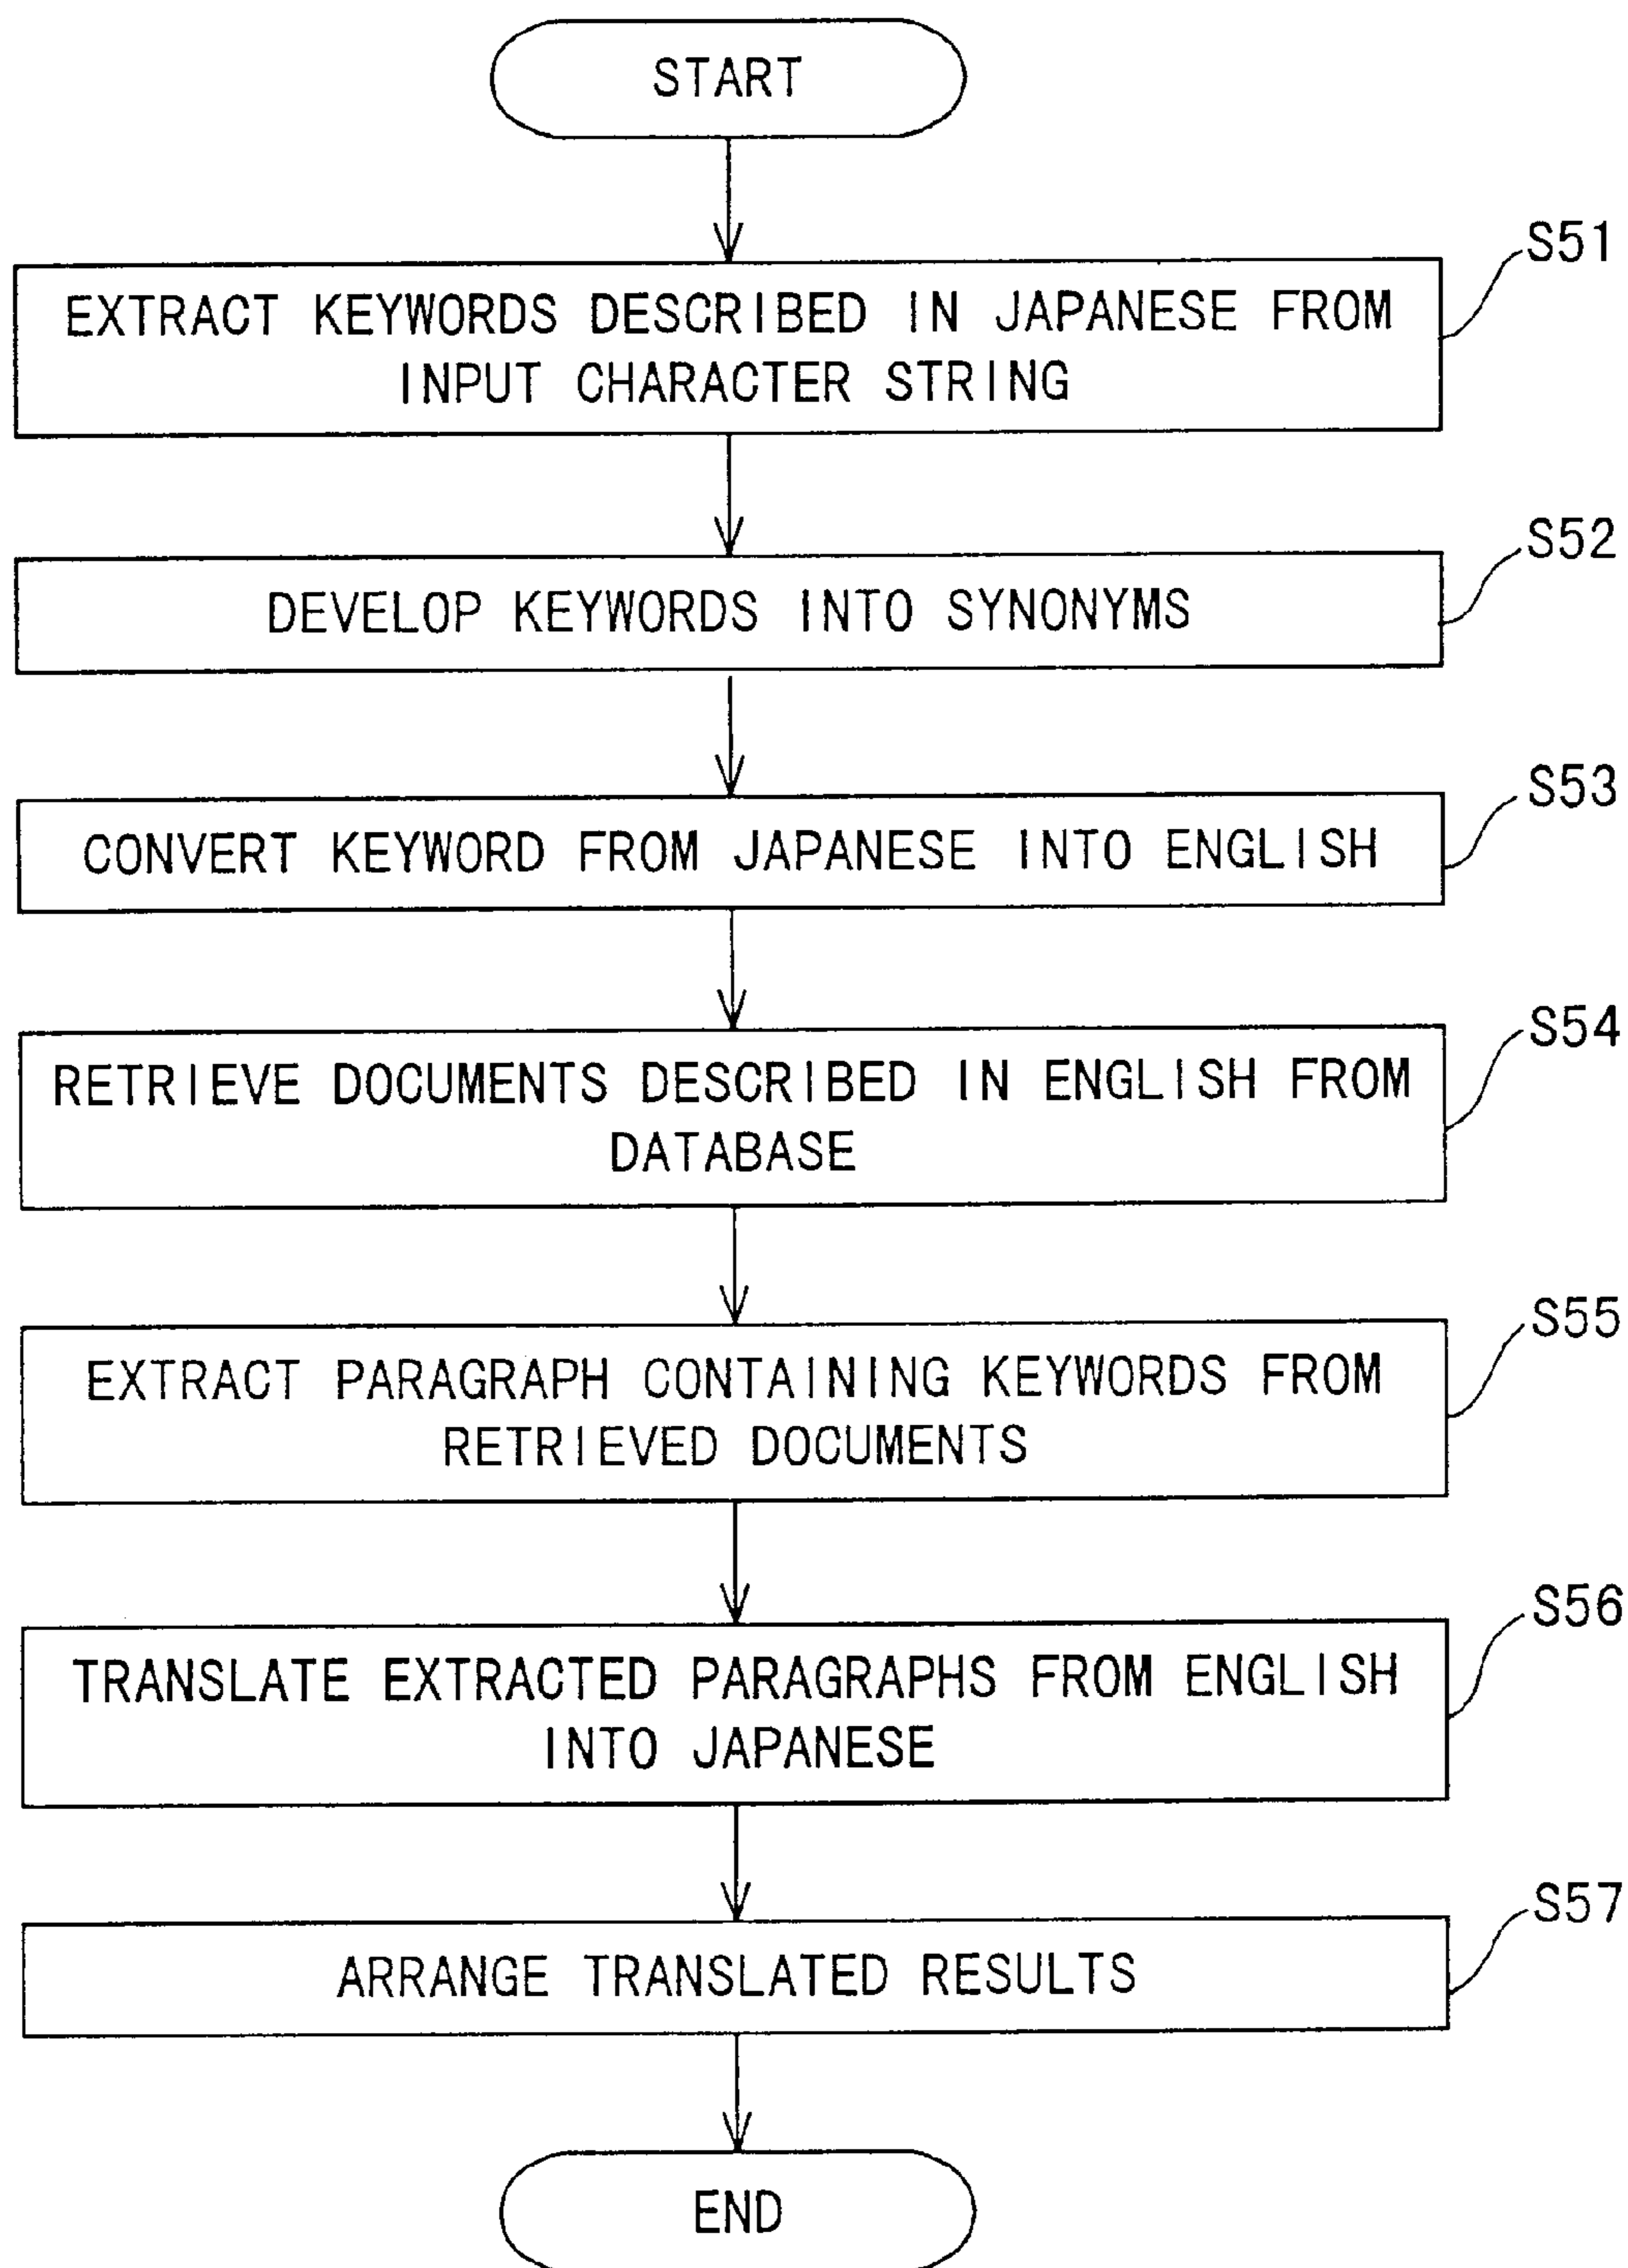 START
S51
EXTRACT KEYWORDS DESCRIBED IN JAPANESE FROM
INPUT CHARACTER STRING
S52
DEVELOP KEYWORDS INTO SYNONYMS
S53
CONVERT KEYWORD FROM JAPANESE INTO ENGLISH
S54
RETRIEVE DOCUMENTS DESCRIBED IN ENGLISH FROM
DATABASE
S55
EXTRACT PARAGRAPH CONTAINING KEYWORDS FROM
RETRIEVED DOCUMENTS
S56
TRANSLATE EXTRACTED PARAGRAPHS FROM ENGLISH
INTO JAPANESE
S57
ARRANGE TRANSLATED RESULTS
END